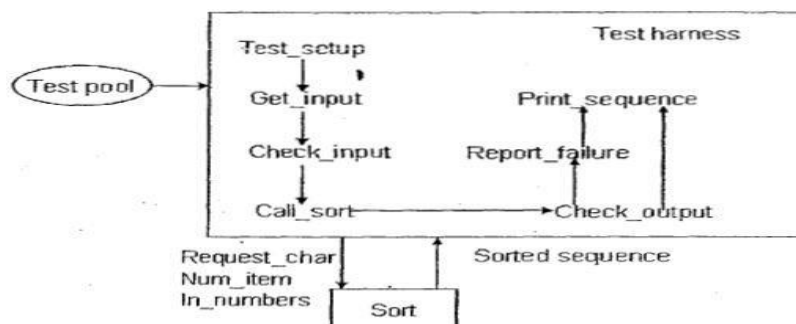 Test_setup
Test harness
Test pool
Get_input
Print_sequence
Check_input
Report_failure
Call_sort
Check_output
Request_char
Num_item
In_numbers
Sorted sequence
Sort